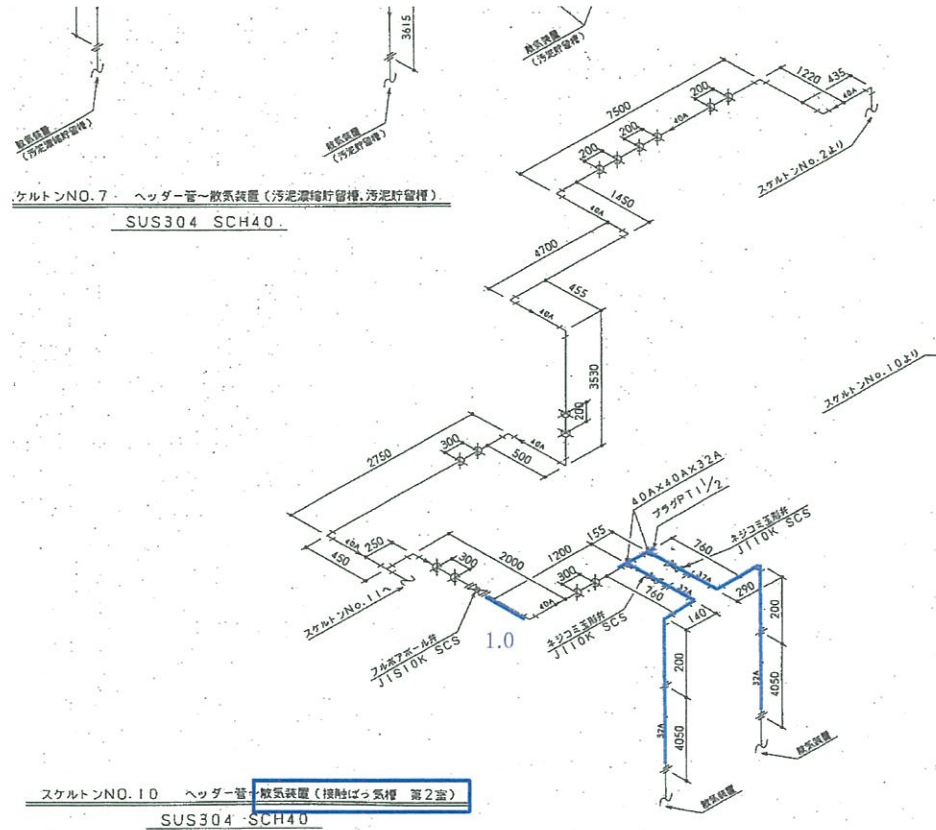 3615
散気装置
(汚泥濃縮貯留槽)
散気装置
(汚泥貯留槽)
散気装置
(汚泥貯留槽)
ケルトンNO.7 ヘッダー管~散気装置(汚泥濃縮貯留槽,汚泥貯留槽)
SUS304 SCH40
1220
435
200
7500
200
200
40A
スケルトンNo.2より
40A
1450
4700
455
40A
3530
200
スケルトンNo.10より
2750
300
40A
500
40A×40A×32A
プラグPT1 1/2
ネジコミ玉形弁
J110K SCS
155
1200
760
40A
450
250
2000
300
300
32A
290
200
32A
760
140
スケルトンNo.11へ
フルボアボール弁
JIS10K SCS
40A
1.0
ネジコミ玉形弁
J110K SCS
200
32A
4050
32A
4050
散気装置
散気装置
スケルトンNO.10 ヘッダー管~散気装置(接触ばっ気槽 第2室)
SUS304 SCH40